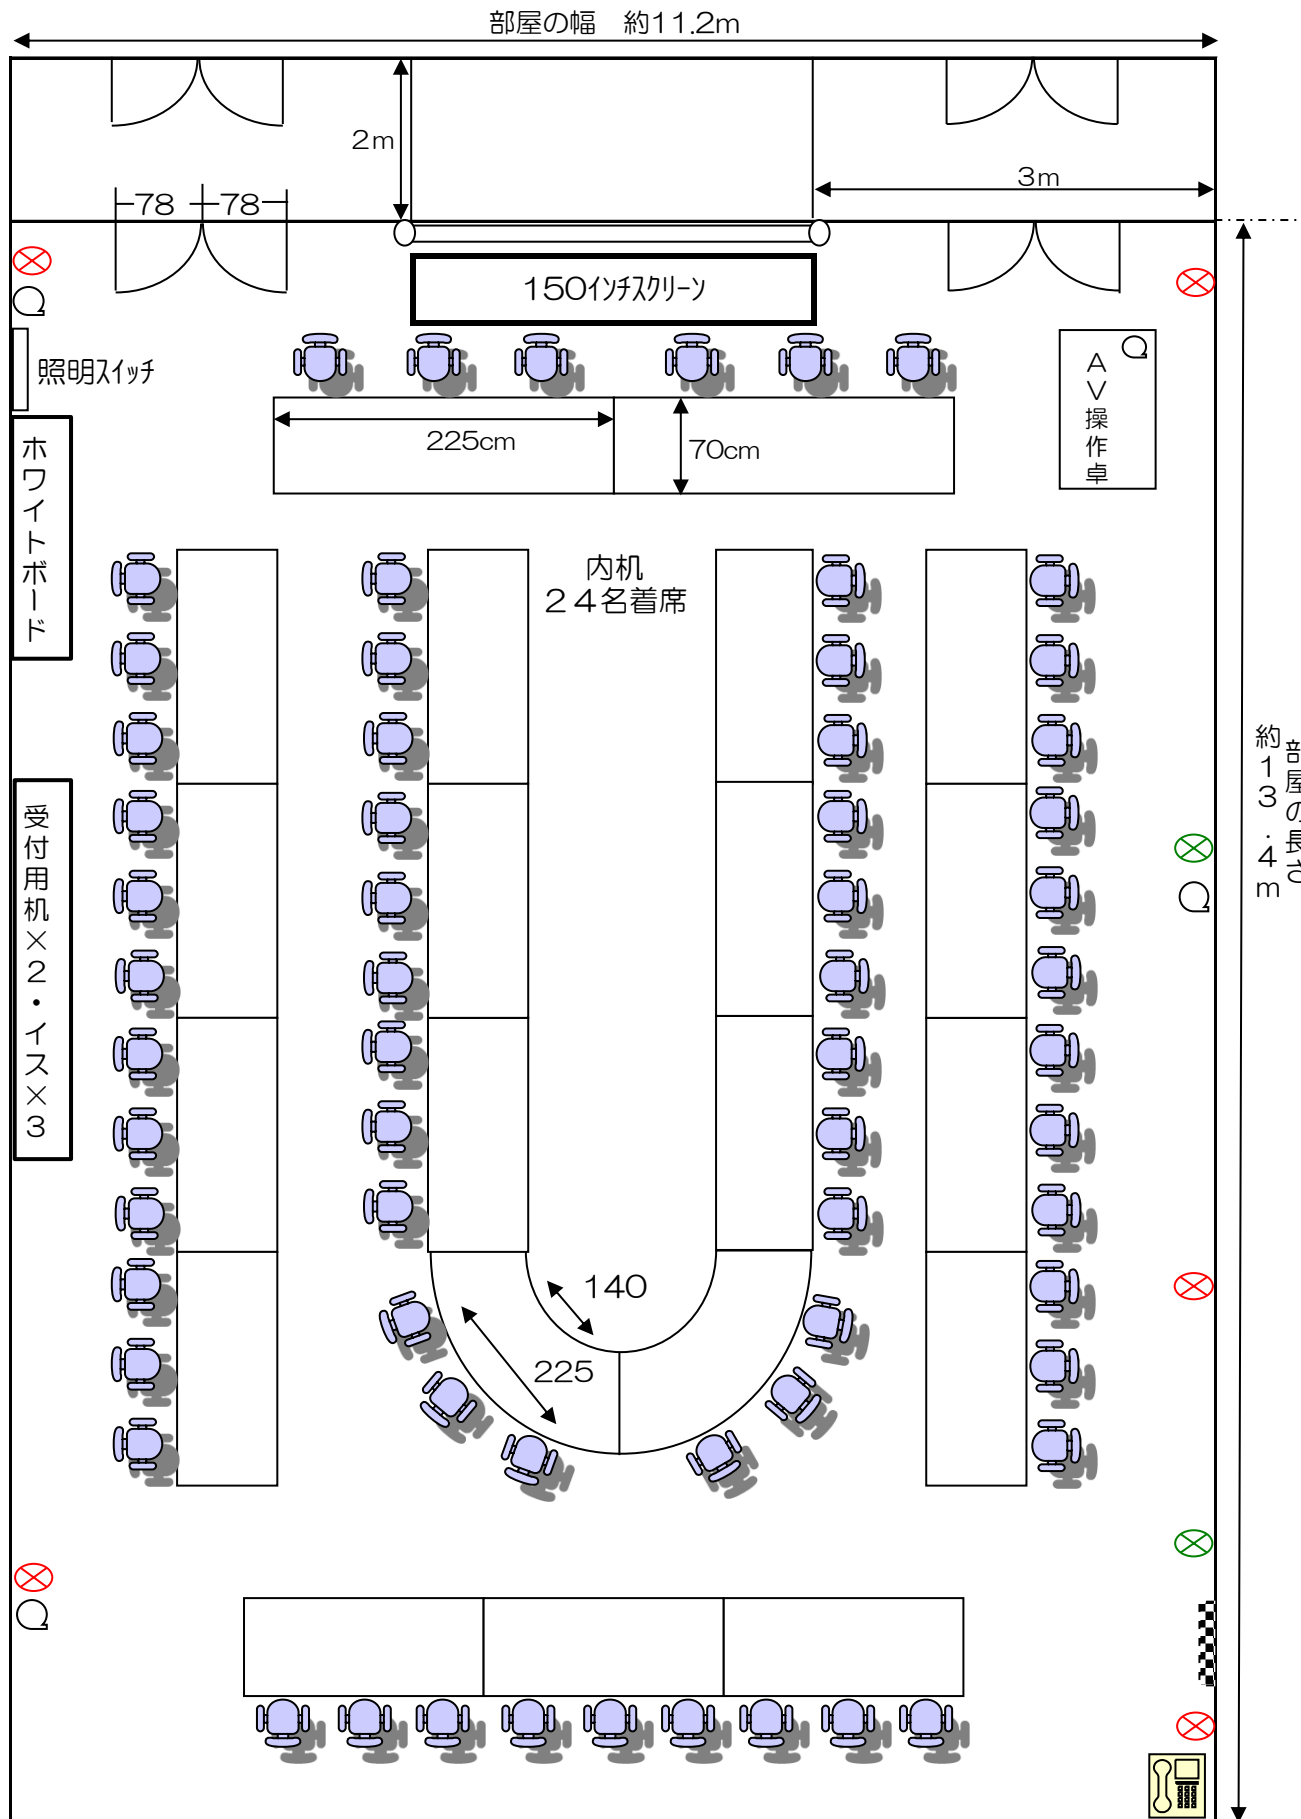 部屋の幅　約11.2m
2m
3m
78
78
150インチスクリーン
照明スイッチ
AV操作卓
225cm
70cm
ホワイトボード
内机
２４名着席
部屋の長さ
約１３．４m
受付用机×２・イス×３
140
225